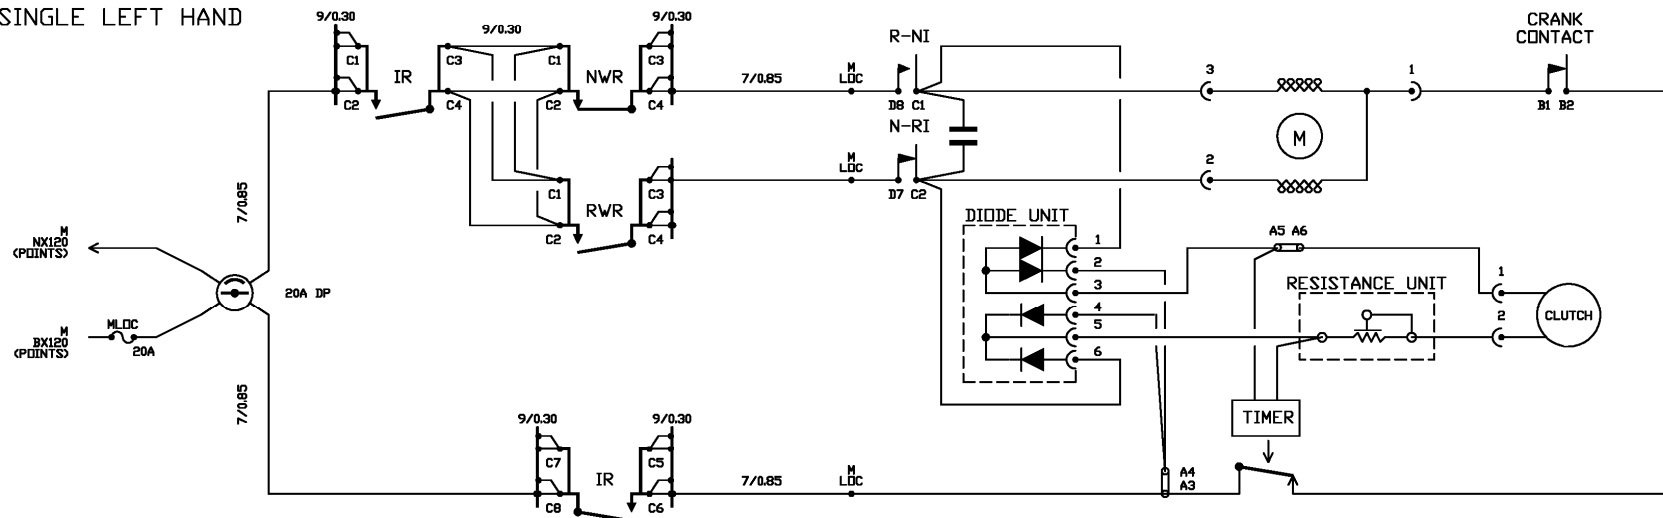 SINGLE LEFT HAND
9/0.30
9/0.30
9/0.30
CRANK
CONTACT
R-NI
C1
C3
C1
C3
IR
NWR
C2
C4
C2
C4
7/0.85
M
LOC
D8 C1
3
1
B1 B2
N-RI
M
2
C1
C3
RWR
C2
C4
M
LOC
D7 C2
7/0.85
M
NX120
(POINTS)
20A DP
M
BX120
(POINTS)
MLOC
20A
7/0.85
DIODE UNIT
1
2
3
4
5
6
A5 A6
RESISTANCE UNIT
1
2
CLUTCH
TIMER
9/0.30
9/0.30
C7
C5
IR
C8
C6
7/0.85
M
LOC
A4
A3